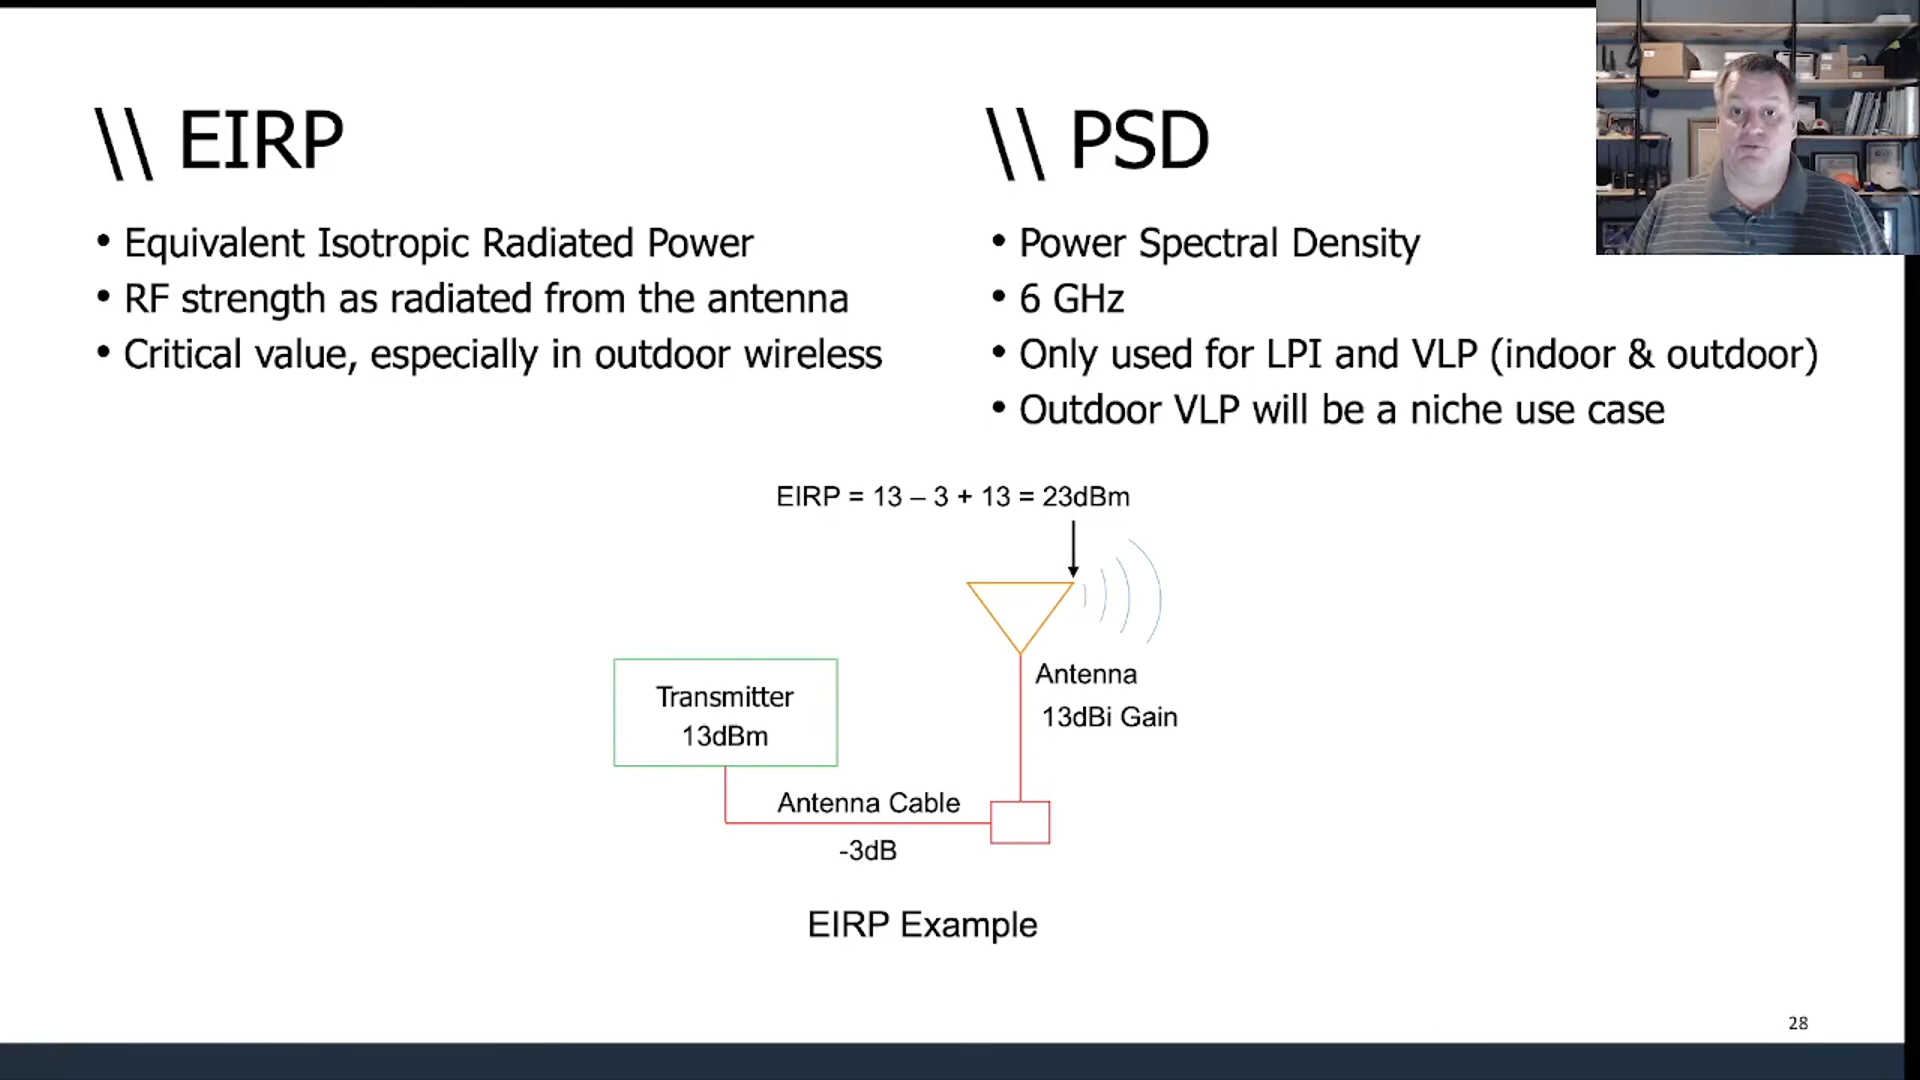 \\ EIRP
• Equivalent Isotropic Radiated Power
• RF strength as radiated from the antenna
• Critical value, especially in outdoor wireless
\\ PSD
• Power Spectral Density
• 6 GHz
• Only used for LPI and VLP (indoor & outdoor)
• Outdoor VLP will be a niche use case
EIRP = 13 – 3 + 13 = 23dBm
Antenna
13dBi Gain
Transmitter
13dBm
Antenna Cable
-3dB
EIRP Example
28